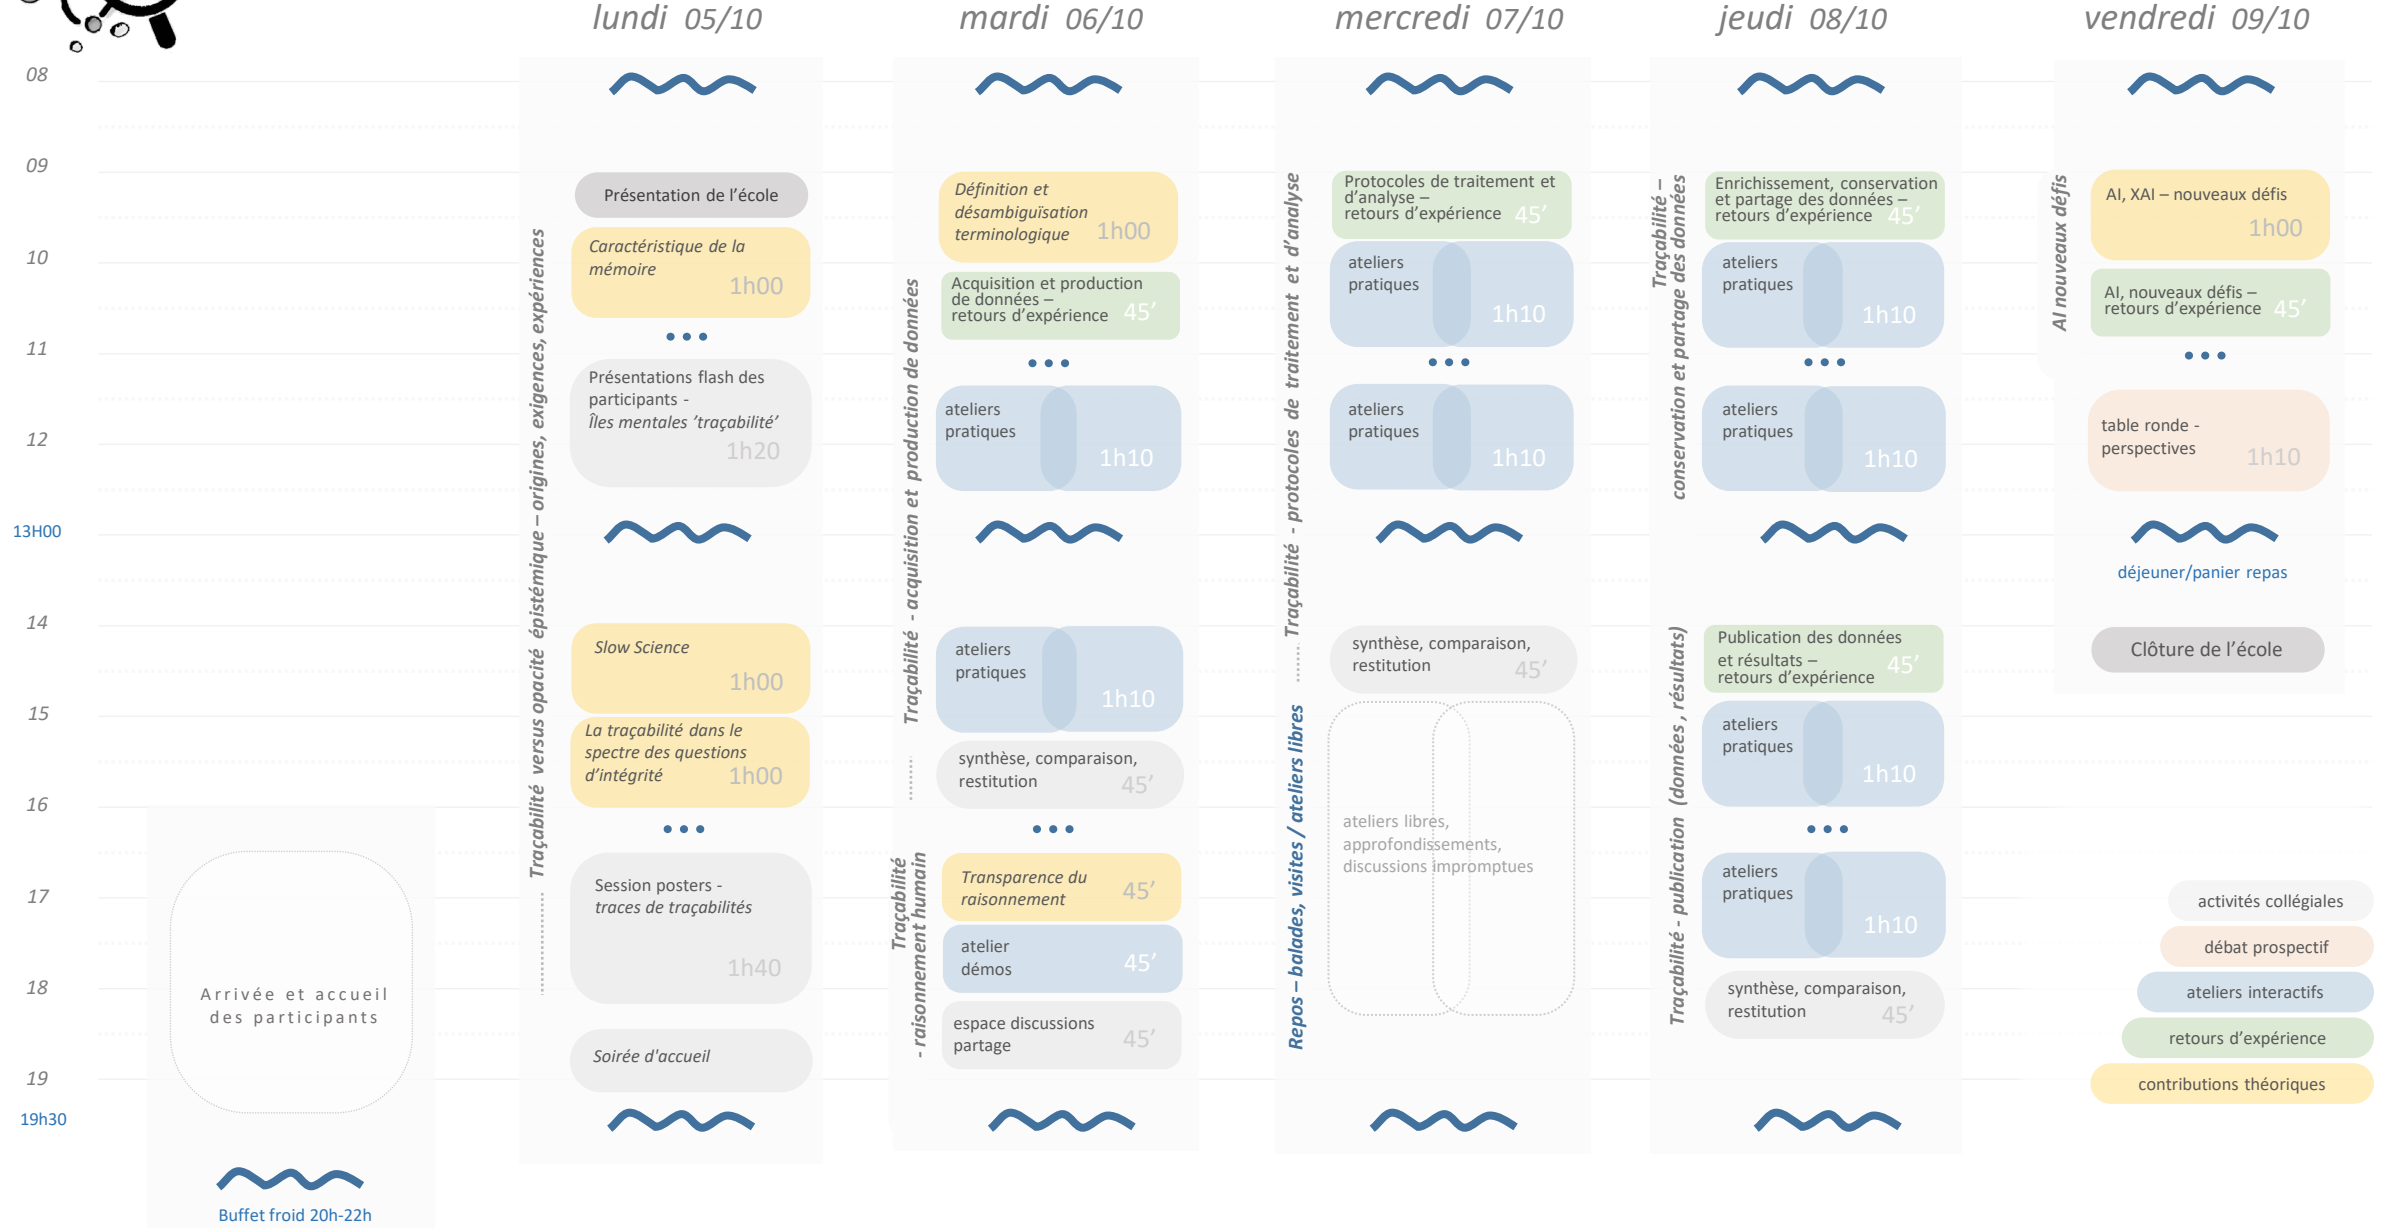 lundi 05/10
mardi 06/10
mercredi 07/10
jeudi 08/10
vendredi 09/10
08
09
10
11
12
13H00
14
15
16
17
18
19
19h30
Arrivée et accueil
des participants
Buffet froid 20h-22h
Traçabilité versus opacité épistémique – origines, exigences, expériences
Présentation de l’école
Caractéristique de la
mémoire
1h00
Présentations flash des
participants -
Îles mentales ’traçabilité’
1h20
Slow Science
1h00
La traçabilité dans le
spectre des questions
d’intégrité
1h00
Session posters -
traces de traçabilités
1h40
Soirée d'accueil
Traçabilité - acquisition et production de données
Définition et
désambiguïsation
terminologique
1h00
Acquisition et production
de données –
retours d’expérience
45’
ateliers
pratiques
1h10
ateliers
pratiques
1h10
synthèse, comparaison,
restitution
45’
Traçabilité
- raisonnement humain
Transparence du
raisonnement
45’
atelier
démos
45’
espace discussions
partage
45’
Traçabilité - protocoles de traitement et d’analyse
Protocoles de traitement et
d’analyse –
retours d’expérience
45’
ateliers
pratiques
1h10
ateliers
pratiques
1h10
synthèse, comparaison,
restitution
45’
Repos – balades, visites / ateliers libres
ateliers libres,
approfondissements,
discussions impromptues
Traçabilité –
conservation et partage des données
Enrichissement, conservation
et partage des données –
retours d’expérience
45’
ateliers
pratiques
1h10
ateliers
pratiques
1h10
Traçabilité - publication (données , résultats)
Publication des données
et résultats –
retours d’expérience
45’
ateliers
pratiques
1h10
ateliers
pratiques
1h10
synthèse, comparaison,
restitution
45’
AI nouveaux défis
AI, XAI – nouveaux défis
1h00
AI, nouveaux défis –
retours d’expérience
45’
table ronde -
perspectives
1h10
déjeuner/panier repas
Clôture de l’école
activités collégiales
débat prospectif
ateliers interactifs
retours d’expérience
contributions théoriques